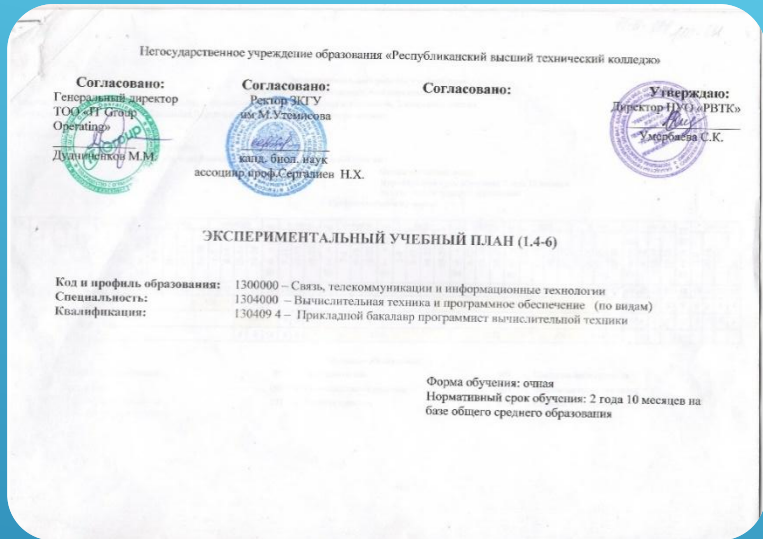 Негосударственное учреждение образования «Республиканский высший технический колледж»
Согласовано:
Генеральный директор
ТОО «IT Group
Operating»
Дудниченков М.М.
Согласовано:
Ректор ЗКГУ
им М.Утемисова
канд. биол. наук
ассоциир.проф.Сергалиев Н.Х.
Согласовано:
Утверждаю:
Директор НУО «РВТК»
Умербаева С.К.
ЭКСПЕРИМЕНТАЛЬНЫЙ УЧЕБНЫЙ ПЛАН (1.4-6)
Код и профиль образования: 1300000 – Связь, телекоммуникации и информационные технологии
Специальность: 1304000 – Вычислительная техника и программное обеспечение (по видам)
Квалификация: 130409 4 – Прикладной бакалавр программист вычислительной техники
Форма обучения: очная
Нормативный срок обучения: 2 года 10 месяцев на
базе общего среднего образования